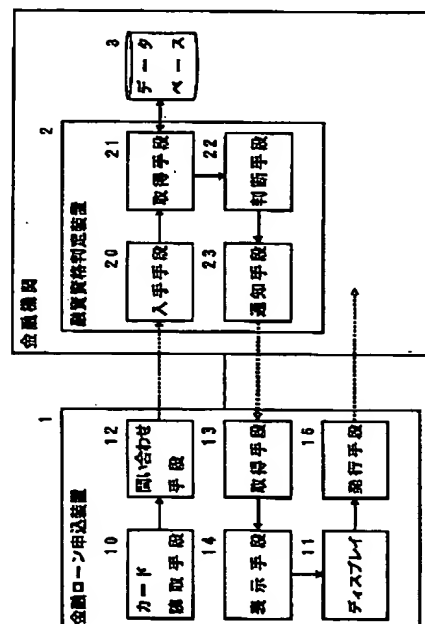 金融ローン申込装置
1
10
カード
読取手段
12
問い合わせ
手段
14
表示手段
13
取得手段
11
ディスプレイ
15
発行手段
金融機関
融資資格判定装置
2
20
入手手段
21
取得手段
23
通知手段
22
判断手段
3
データ
ベース